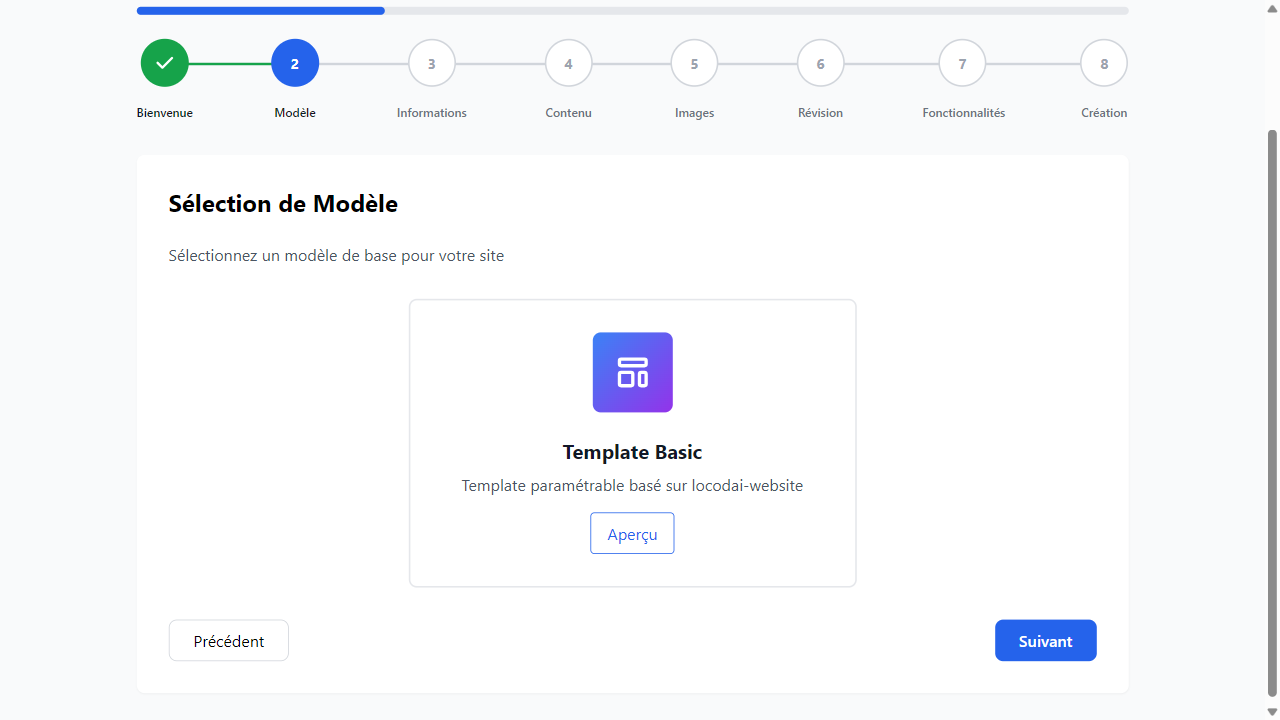 2
3
4
5
6
7
8
Bienvenue
Modèle
Informations
Contenu
Images
Révision
Fonctionnalités
Création
Sélection de Modèle
Sélectionnez un modèle de base pour votre site
Template Basic
Template paramétrable basé sur locodai-website
Aperçu
Précédent
Suivant